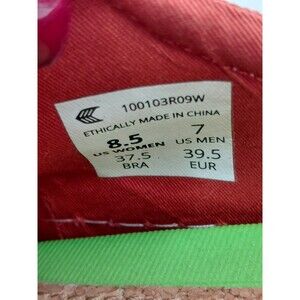 100103R09W
ETHICALLY MADE IN CHINA
8.5 7
US WOMEN US MEN
37.5 39.5
BRA EUR